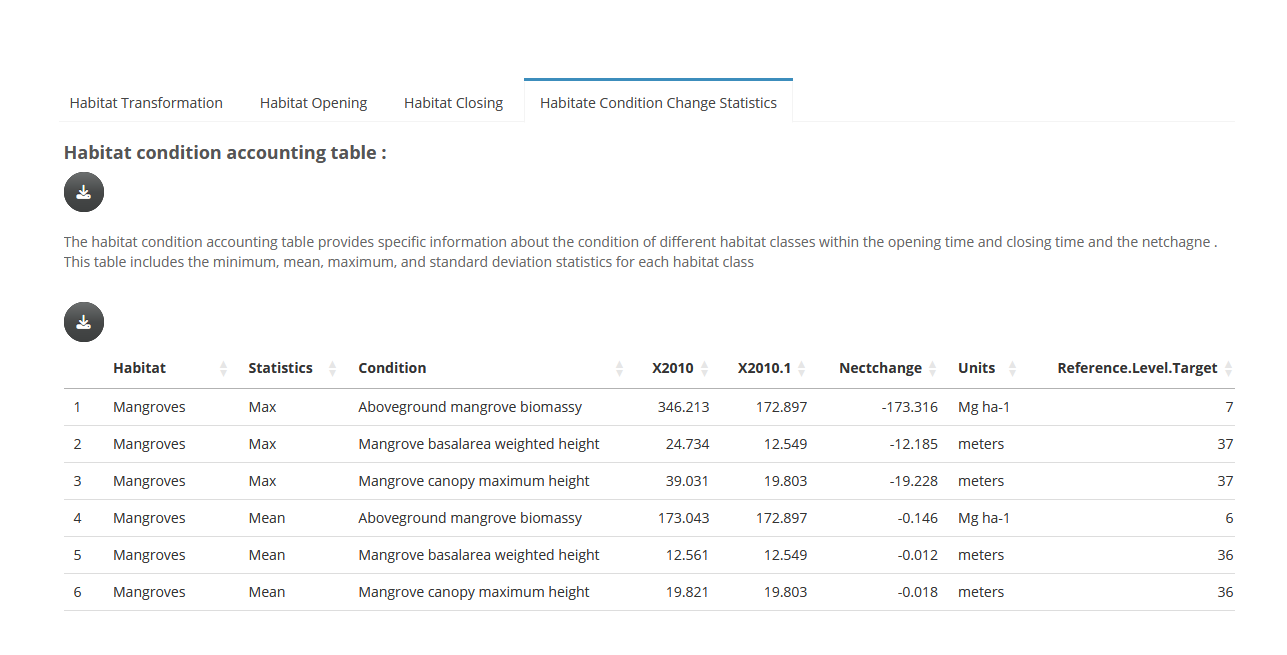 Habitat Transformation Habitat Opening Habitat Closing Habitate Condition Change Statistics
Habitat condition accounting table :
The habitat condition accounting table provides specific information about the condition of different habitat classes within the opening time and closing time and the netchagne .
This table includes the minimum, mean, maximum, and standard deviation statistics for each habitat class
Habitat Statistics Condition X2010 X2010.1 Nectchange Units Reference.Level.Target
1 Mangroves Max Aboveground mangrove biomassy 346.213 172.897 -173.316 Mg ha-1 7
2 Mangroves Max Mangrove basalarea weighted height 24.734 12.549 -12.185 meters 37
3 Mangroves Max Mangrove canopy maximum height 39.031 19.803 -19.228 meters 37
4 Mangroves Mean Aboveground mangrove biomassy 173.043 172.897 -0.146 Mg ha-1 6
5 Mangroves Mean Mangrove basalarea weighted height 12.561 12.549 -0.012 meters 36
6 Mangroves Mean Mangrove canopy maximum height 19.821 19.803 -0.018 meters 36